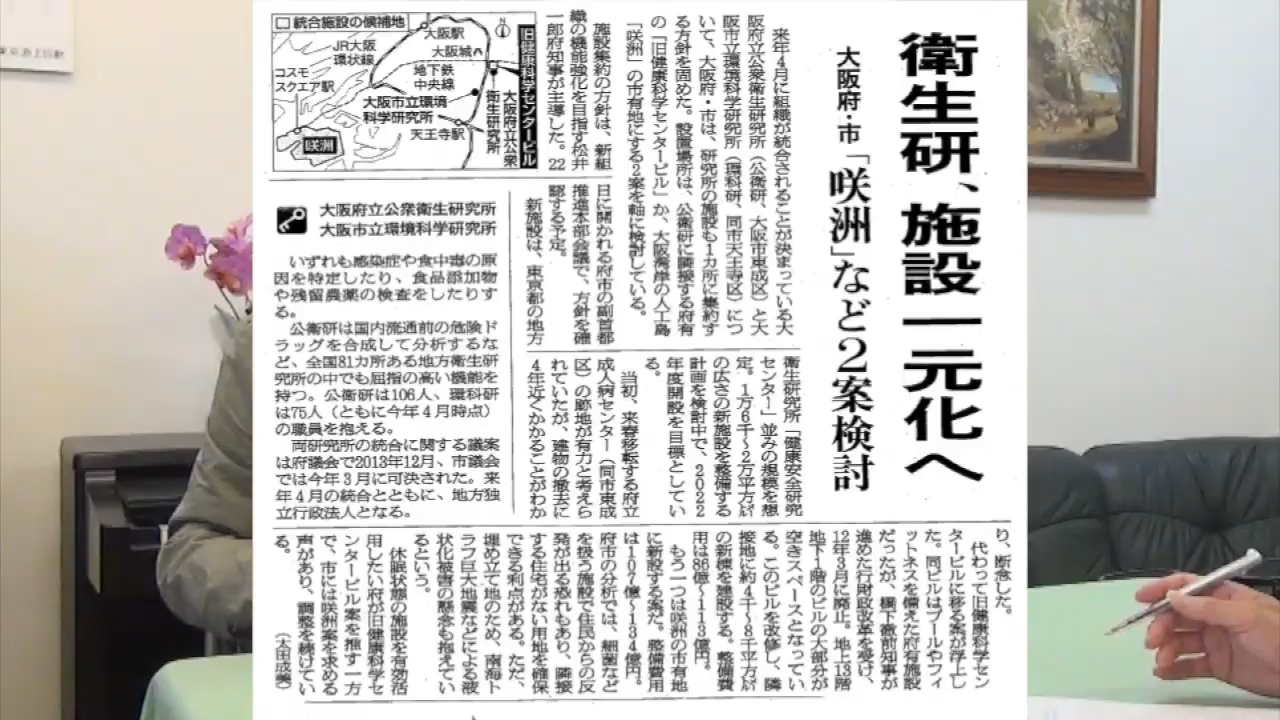 衛生研、施設一元化へ
大阪府・市「咲洲」など2案検討
来年4月に組織が統合されることが決まっている大
阪府立公衆衛生研究所(公衛研、大阪市東成区)と大
阪市立環境科学研究所(環科研、同市天王寺区)につ
いて、大阪府・市は、研究所の施設も1カ所に集約す
る方針を固めた。設置場所は、公衛研に隣接する府有
の「旧健康科学センタービル」か、大阪湾岸の人工島
「咲洲」の市有地にする2案を軸に検討している。
施設集約の方針は、新組
織の機能強化を目指す松井
一郎府知事が主導した。22
日に開かれる府市の副首都
推進本部会議で、方針を確
認する予定。
新施設は、東京都の地方
衛生研究所「健康安全研究
センター」並みの規模を想
定。1万6千~2万平方㍍
の広さの新施設を整備する
計画を検討中で、2022
年度開設を目標としてい
る。
当初、来春移転する府立
成人病センター(同市東成
区)の跡地が有力と考えら
れていたが、建物の撤去に
4年近くかかることがわか
り、断念した。
代わって旧健康科学セン
タービルに移る案が浮上し
た。同ビルはプールやフィ
ットネスを備えた府有施設
だったが、橋下徹前知事が
進めた行財政改革を受け、
12年3月に廃止。地上13階
地下1階のビルの大部分が
空きスペースとなってい
る。このビルを改修し、隣
接地に約4千~8千平方㍍
の新棟を建設する。整備費
用は86億~113億円。
もう一つは咲洲の市有地
に新設する案だ。整備費用
は107億~134億円。
府市の分析では、細菌など
を扱う施設で住民からの反
発が出る恐れもあり、隣接
する住宅がない用地を確保
できる利点がある。ただ、
埋め立て地のため、南海ト
ラフ巨大地震などによる液
状化被害の懸念も抱えてい
るという。
休眠状態の施設を有効活
用したい府が旧健康科学セ
ンタービル案を推す一方
で、市には咲洲案を求める
声があり、調整を続けてい
る。
(太田成美)
□統合施設の候補地
N
大阪駅
JR大阪
環状線
大阪城
コスモ
スクエア駅
地下鉄
中央線
大阪市立環境
科学研究所
天王寺駅
咲洲
旧健康科学センタービル
大阪府立公衆
衛生研究所
大阪府立公衆衛生研究所
大阪市立環境科学研究所
いずれも感染症や食中毒の原
因を特定したり、食品添加物
や残留農薬の検査をしたりす
る。
公衛研は国内流通前の危険ド
ラッグを合成して分析するな
ど、全国81カ所ある地方衛生研
究所の中でも屈指の高い機能を
持つ。公衛研は106人、環科研
は75人(ともに今年4月時点)
の職員を抱える。
両研究所の統合に関する議案
は府議会で2013年12月、市議会
では今年3月に可決された。来
年4月の統合とともに、地方独
立行政法人となる。